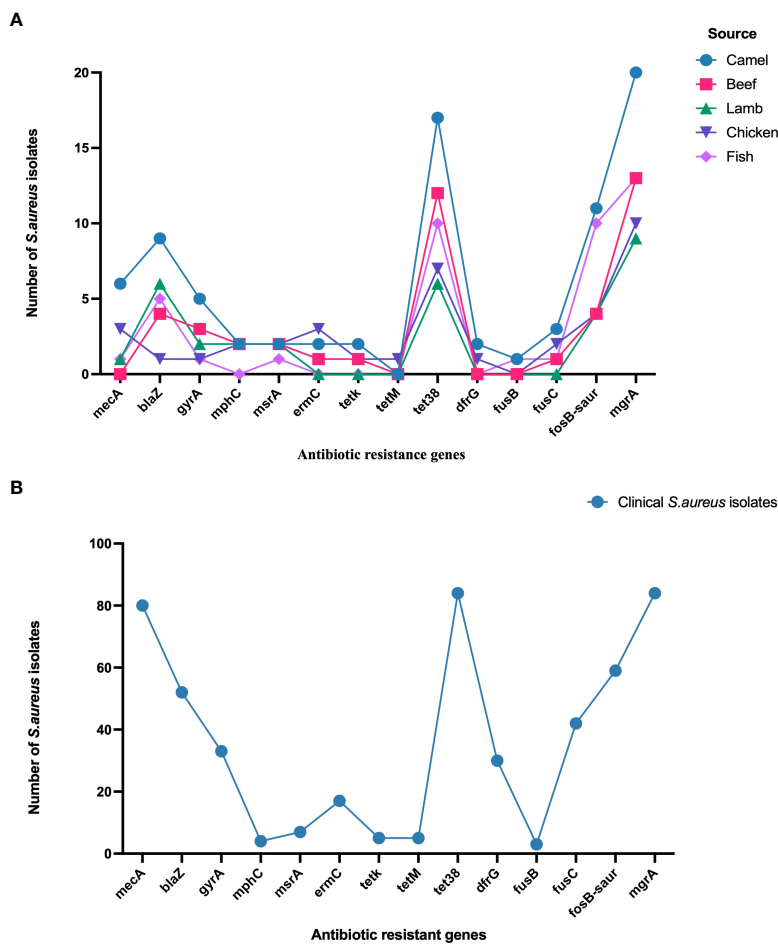 A
Source
Camel
Beef
Lamb
Chicken
Fish
Number of S.aureus isolates
20
15
10
5
0
mecA
blaZ
gyrA
mphC
msrA
ermC
tetk
tetM
tet38
dfrG
fusB
fusC
fosB-saur
mgrA
Antibiotic resistance genes
B
Clinical S.aureus isolates
Number of S.aureus isolates
100
80
60
40
20
0
mecA
blaZ
gyrA
mphC
msrA
ermC
tetk
tetM
tet38
dfrG
fusB
fusC
fosB-saur
mgrA
Antibiotic resistant genes